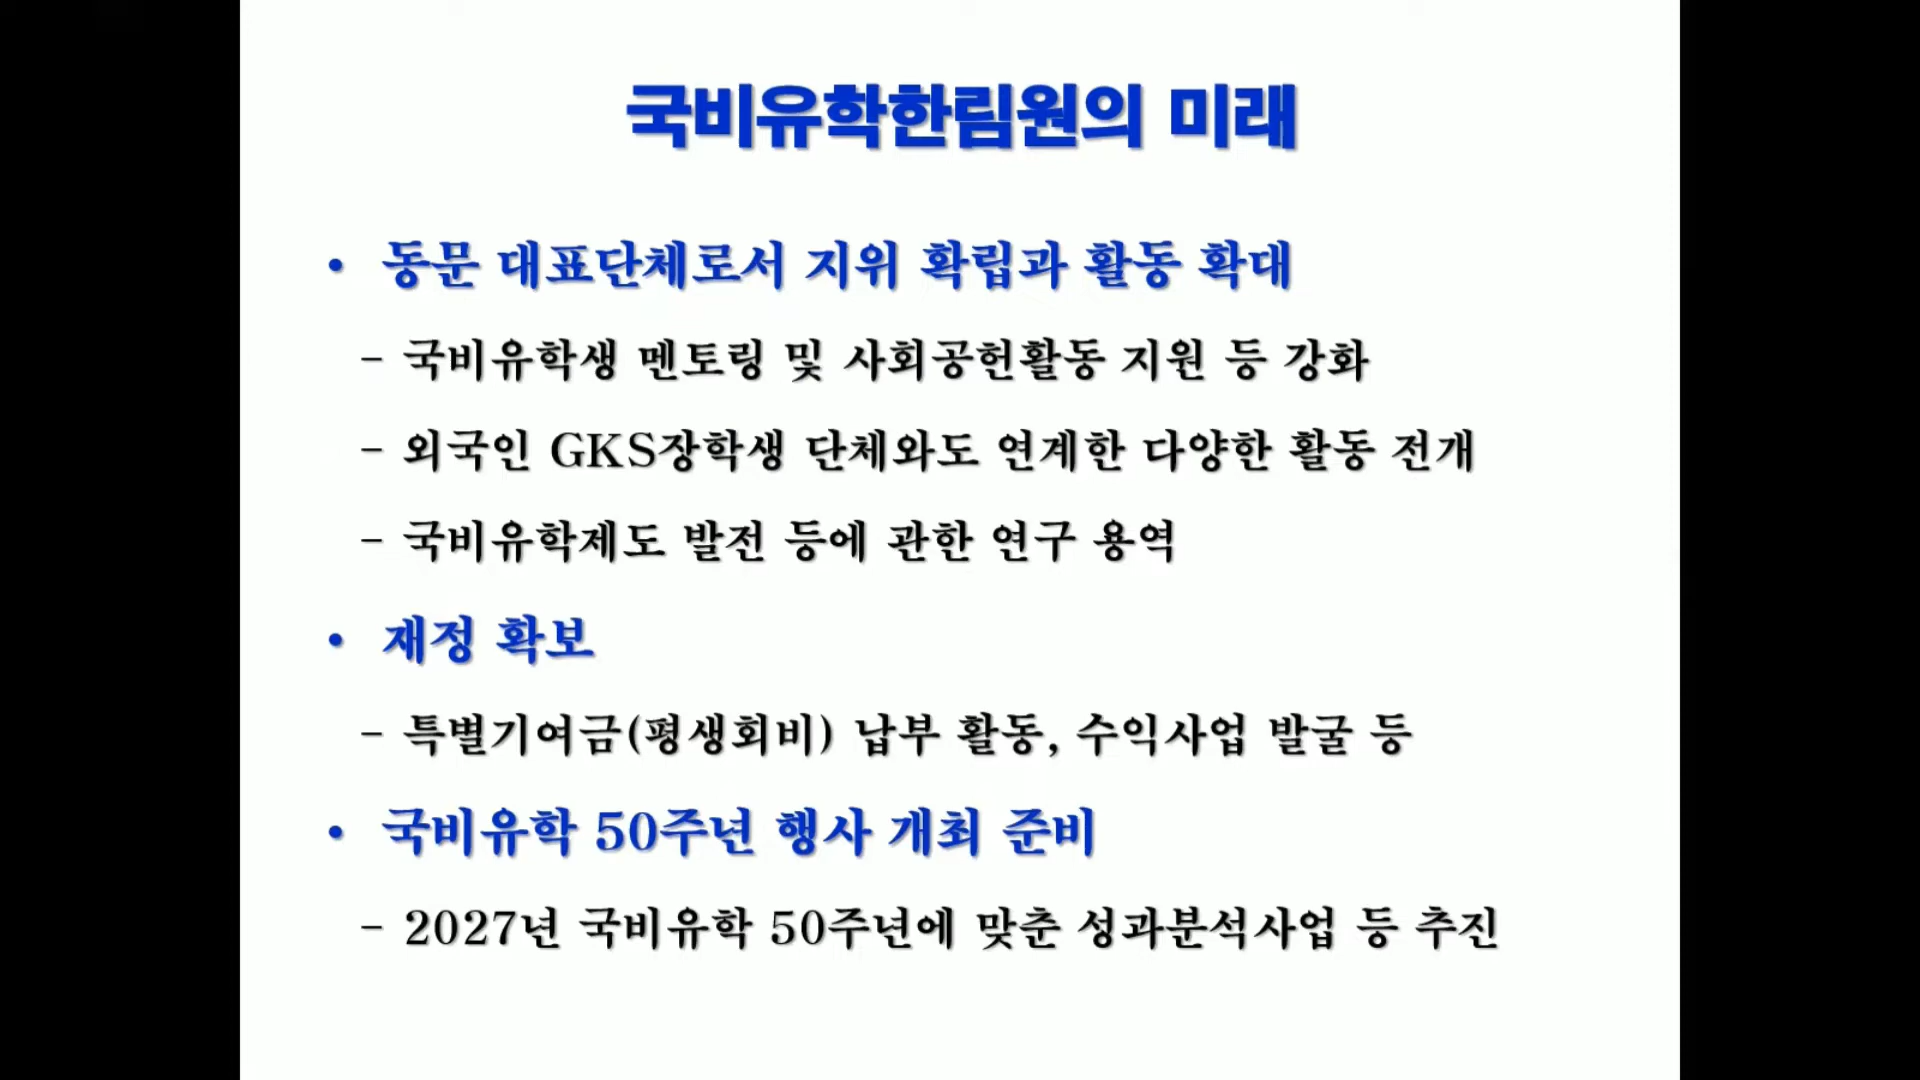 국비유학한림원의 미래
• 동문 대표단체로서 지위 확립과 활동 확대
- 국비유학생 멘토링 및 사회공헌활동 지원 등 강화
- 외국인 GKS장학생 단체와도 연계한 다양한 활동 전개
- 국비유학제도 발전 등에 관한 연구 용역
• 재정 확보
- 특별기여금(평생회비) 납부 활동, 수익사업 발굴 등
• 국비유학 50주년 행사 개최 준비
- 2027년 국비유학 50주년에 맞춘 성과분석사업 등 추진